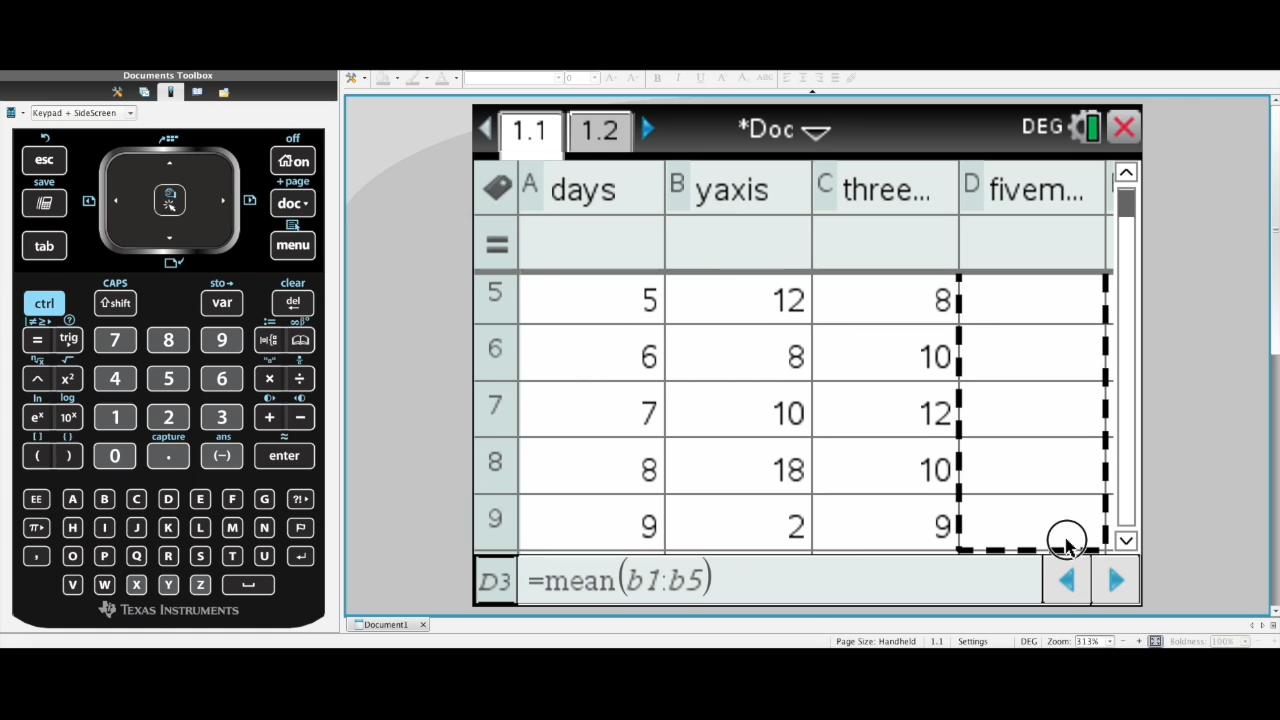 Documents Toolbox
Keypad + SideScreen
0
B I U A A ABC
off
esc
on
save
+ page
doc
tab
menu
CAPS
sto →
clear
ctrl
shift
var
del
= trig 7 8 9
^ x² 4 5 6 × ÷
ln log
eˣ 10ˣ 1 2 3 + −
[ ] { } capture ans ≈
( ) 0 . (−) enter
EE A B C D E F G ?!▸
π▸ H I J K L M N
, O P Q R S T U
V W X Y Z
TEXAS INSTRUMENTS
1.1 1.2 *Doc DEG
A days B yaxis C three... D fivem...
=
5 5 12 8
6 6 8 10
7 7 10 12
8 8 18 10
9 9 2 9
D3 =mean(b1:b5)
Document1
Page Size: Handheld 1.1 Settings DEG Zoom: 313% − + Boldness: 100% − +